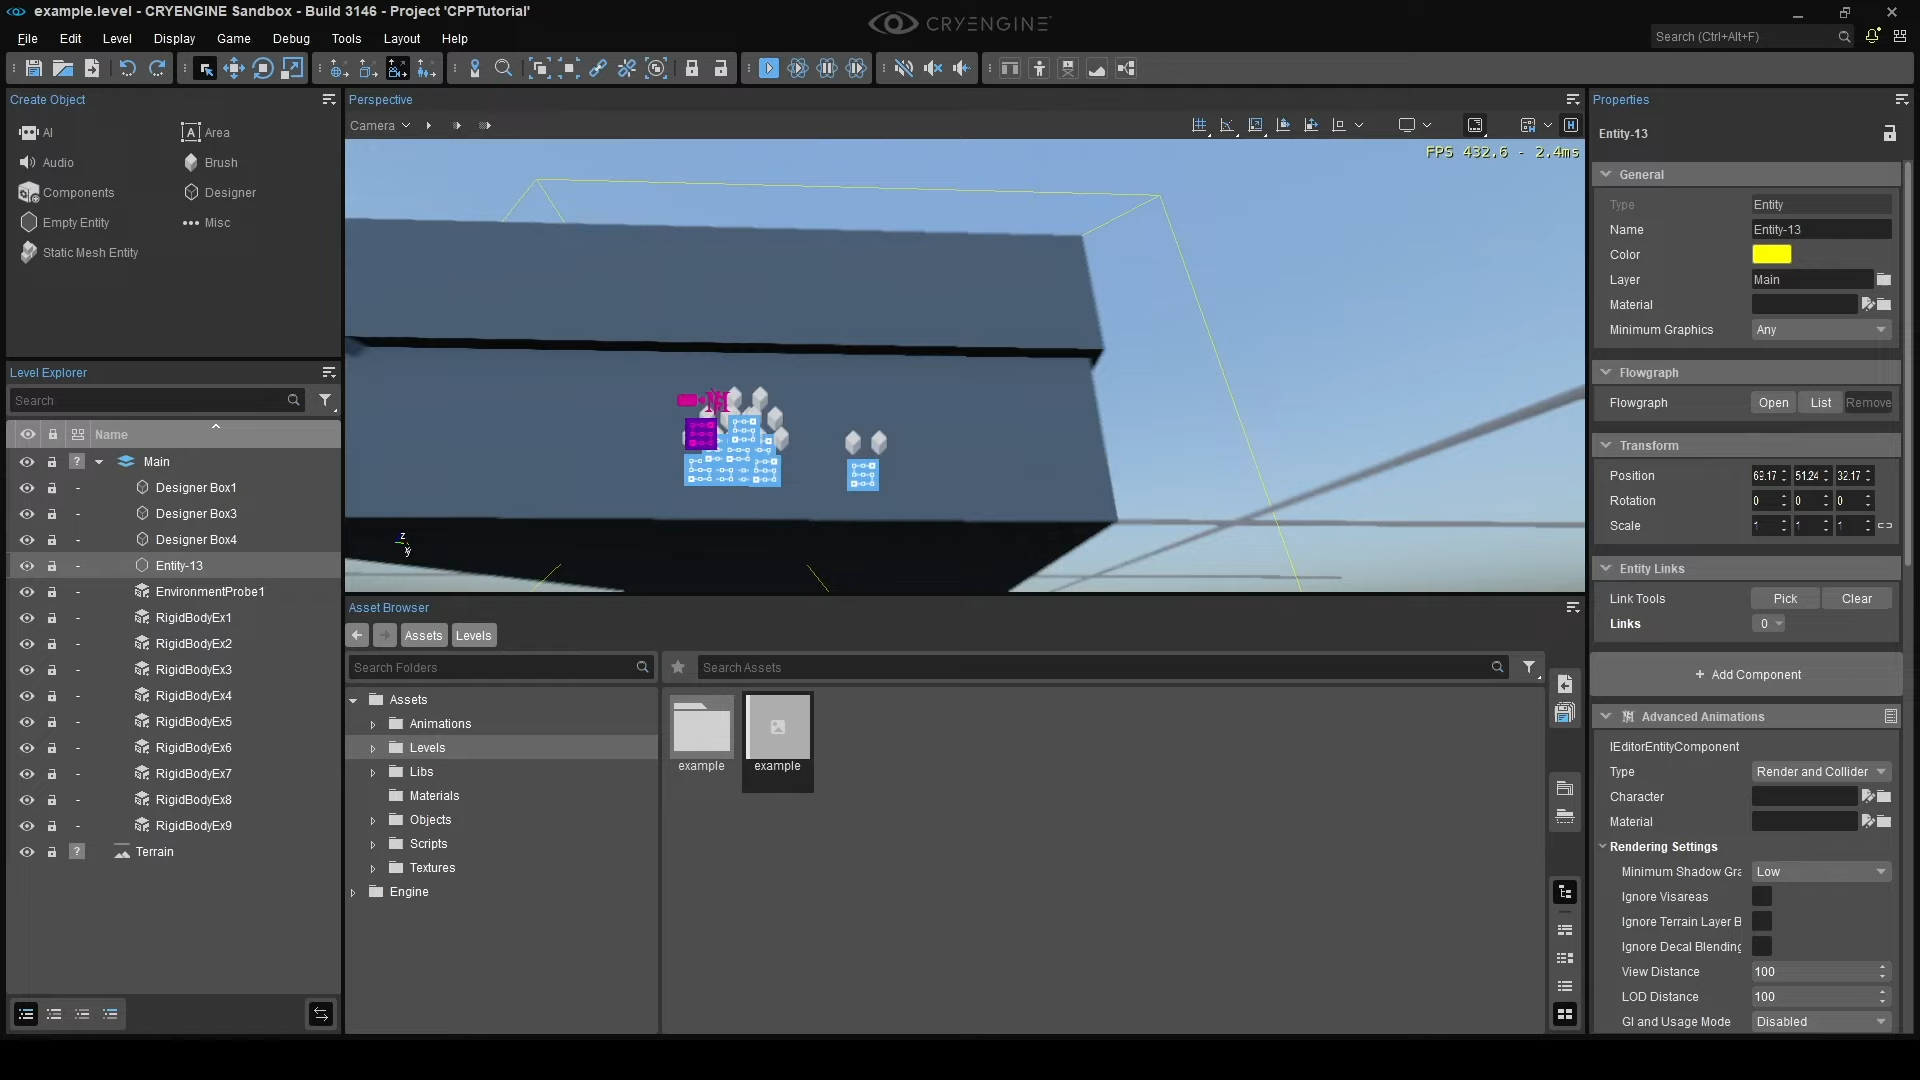 example.level - CRYENGINE Sandbox - Build 3146 - Project 'CPPTutorial'
CRYENGINE
File Edit Level Display Game Debug Tools Layout Help
Search (Ctrl+Alt+F)
Create Object
AI
Area
Audio
Brush
Components
Designer
Empty Entity
Misc
Static Mesh Entity
Level Explorer
Search
Name
? Main
Designer Box1
Designer Box3
Designer Box4
Entity-13
EnvironmentProbe1
RigidBodyEx1
RigidBodyEx2
RigidBodyEx3
RigidBodyEx4
RigidBodyEx5
RigidBodyEx6
RigidBodyEx7
RigidBodyEx8
RigidBodyEx9
? Terrain
Perspective
Camera
FPS 432.6 - 2.4ms
z
y
Asset Browser
Assets Levels
Search Folders
Search Assets
Assets
Animations
Levels
Libs
Materials
Objects
Scripts
Textures
Engine
example
example
Properties
Entity-13
General
Type Entity
Name Entity-13
Color
Layer Main
Material
Minimum Graphics Any
Flowgraph
Flowgraph Open List Remove
Transform
Position 69.17 51.24 32.17
Rotation 0 0 0
Scale 1 1 1
Entity Links
Link Tools Pick Clear
Links 0
+ Add Component
Advanced Animations
IEditorEntityComponent
Type Render and Collider
Character
Material
Rendering Settings
Minimum Shadow Gra Low
Ignore Visareas
Ignore Terrain Layer B
Ignore Decal Blending
View Distance 100
LOD Distance 100
GI and Usage Mode Disabled